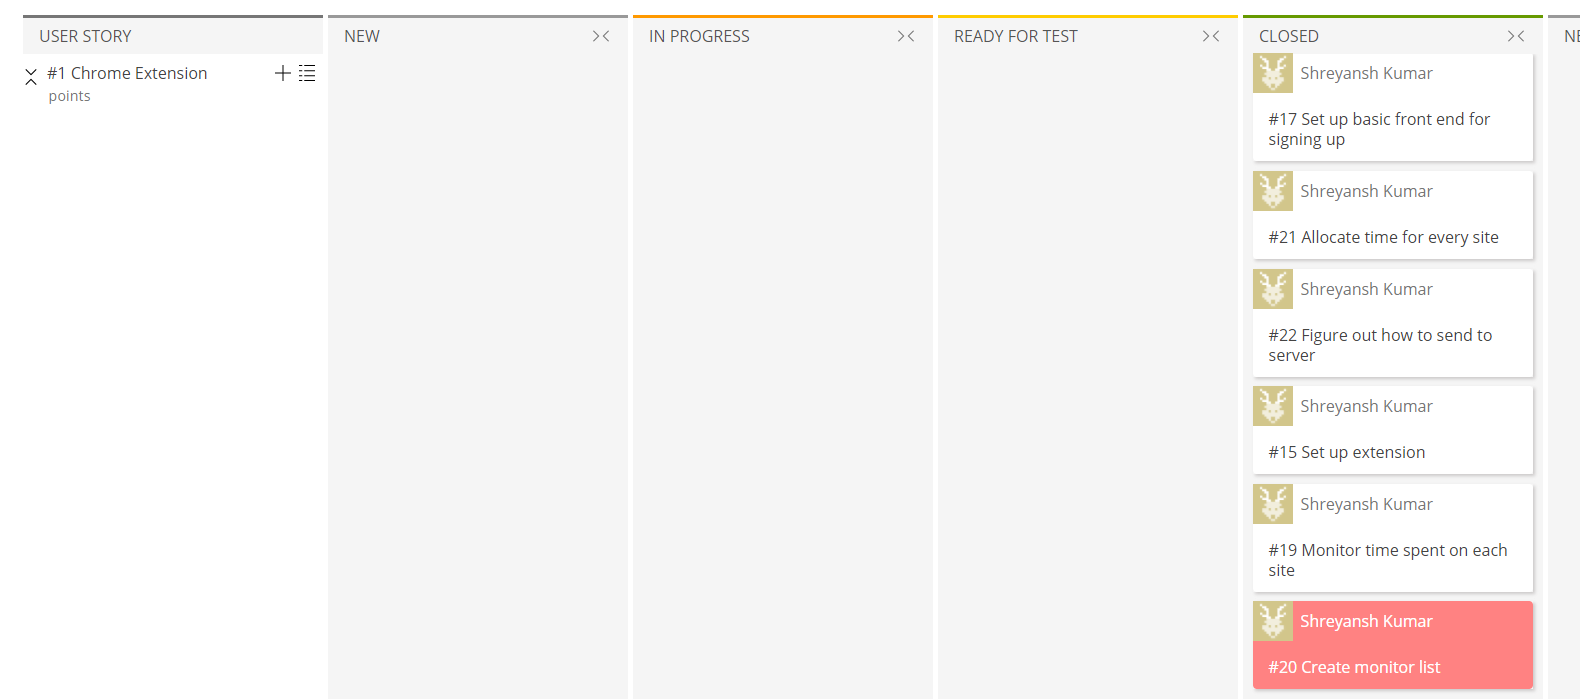 USER STORY
NEW
IN PROGRESS
READY FOR TEST
CLOSED
#1 Chrome Extension
points
Shreyansh Kumar
#17 Set up basic front end for
signing up
Shreyansh Kumar
#21 Allocate time for every site
Shreyansh Kumar
#22 Figure out how to send to
server
Shreyansh Kumar
#15 Set up extension
Shreyansh Kumar
#19 Monitor time spent on each
site
Shreyansh Kumar
#20 Create monitor list